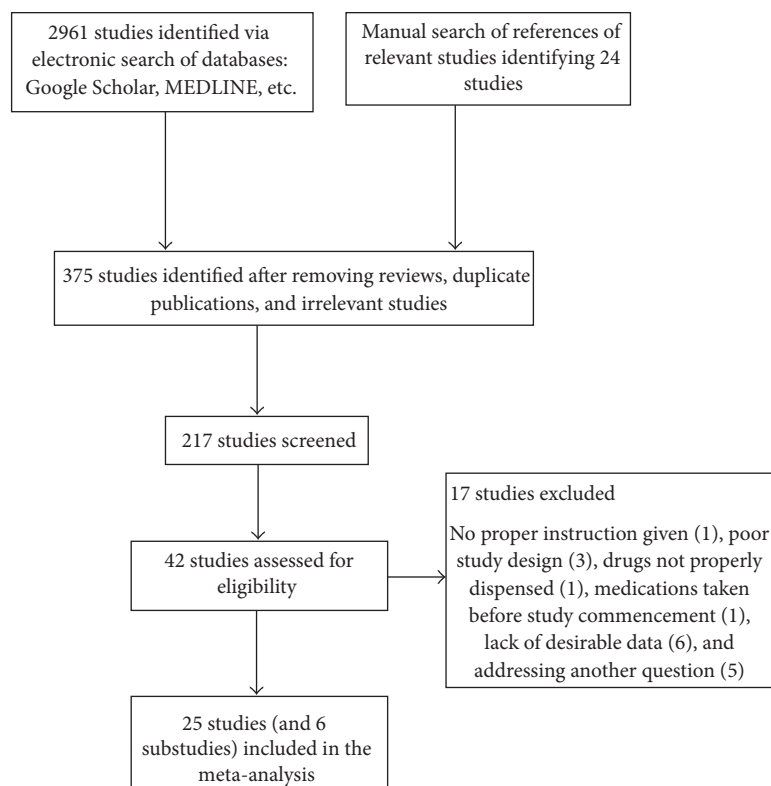 2961 studies identified via
electronic search of databases:
Google Scholar, MEDLINE, etc.
Manual search of references of
relevant studies identifying 24
studies
375 studies identified after removing reviews, duplicate
publications, and irrelevant studies
217 studies screened
42 studies assessed for
eligibility
17 studies excluded
No proper instruction given (1), poor
study design (3), drugs not properly
dispensed (1), medications taken
before study commencement (1),
lack of desirable data (6), and
addressing another question (5)
25 studies (and 6
substudies) included in the
meta-analysis